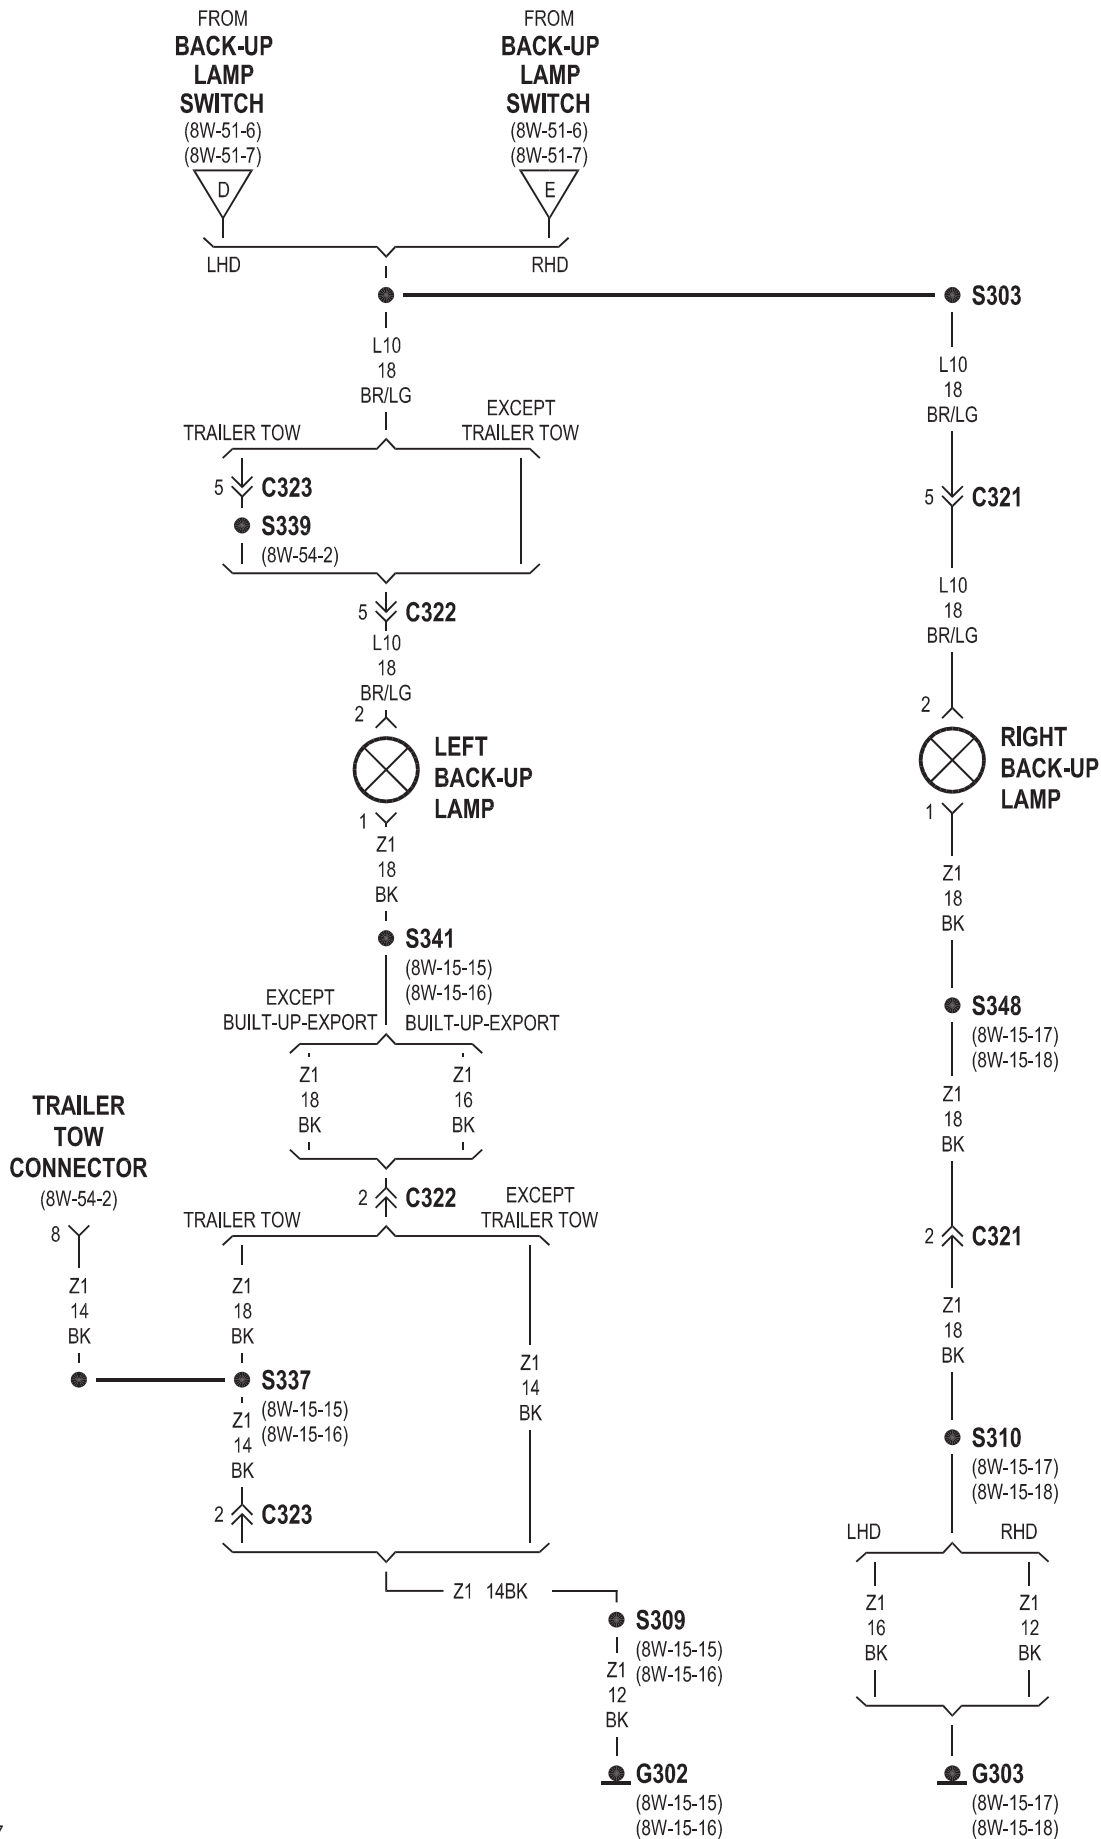 FROM
BACK-UP
LAMP
SWITCH
(8W-51-6)
(8W-51-7)
D
FROM
BACK-UP
LAMP
SWITCH
(8W-51-6)
(8W-51-7)
E
LHD
RHD
S303
L10
18
BR/LG
L10
18
BR/LG
TRAILER TOW
EXCEPT
TRAILER TOW
5
C323
S339
(8W-54-2)
5
C321
5
C322
L10
18
BR/LG
L10
18
BR/LG
2
LEFT
BACK-UP
LAMP
1
2
RIGHT
BACK-UP
LAMP
1
Z1
18
BK
Z1
18
BK
S341
(8W-15-15)
(8W-15-16)
S348
(8W-15-17)
(8W-15-18)
EXCEPT
BUILT-UP-EXPORT
BUILT-UP-EXPORT
Z1
18
BK
Z1
16
BK
Z1
18
BK
TRAILER
TOW
CONNECTOR
(8W-54-2)
8
2
C322
TRAILER TOW
EXCEPT
TRAILER TOW
2
C321
Z1
14
BK
Z1
18
BK
Z1
18
BK
S337
(8W-15-15)
(8W-15-16)
Z1
14
BK
Z1
14
BK
2
C323
S310
(8W-15-17)
(8W-15-18)
LHD
RHD
Z1 14BK
S309
(8W-15-15)
(8W-15-16)
Z1
12
BK
Z1
16
BK
Z1
12
BK
G302
(8W-15-15)
(8W-15-16)
G303
(8W-15-17)
(8W-15-18)